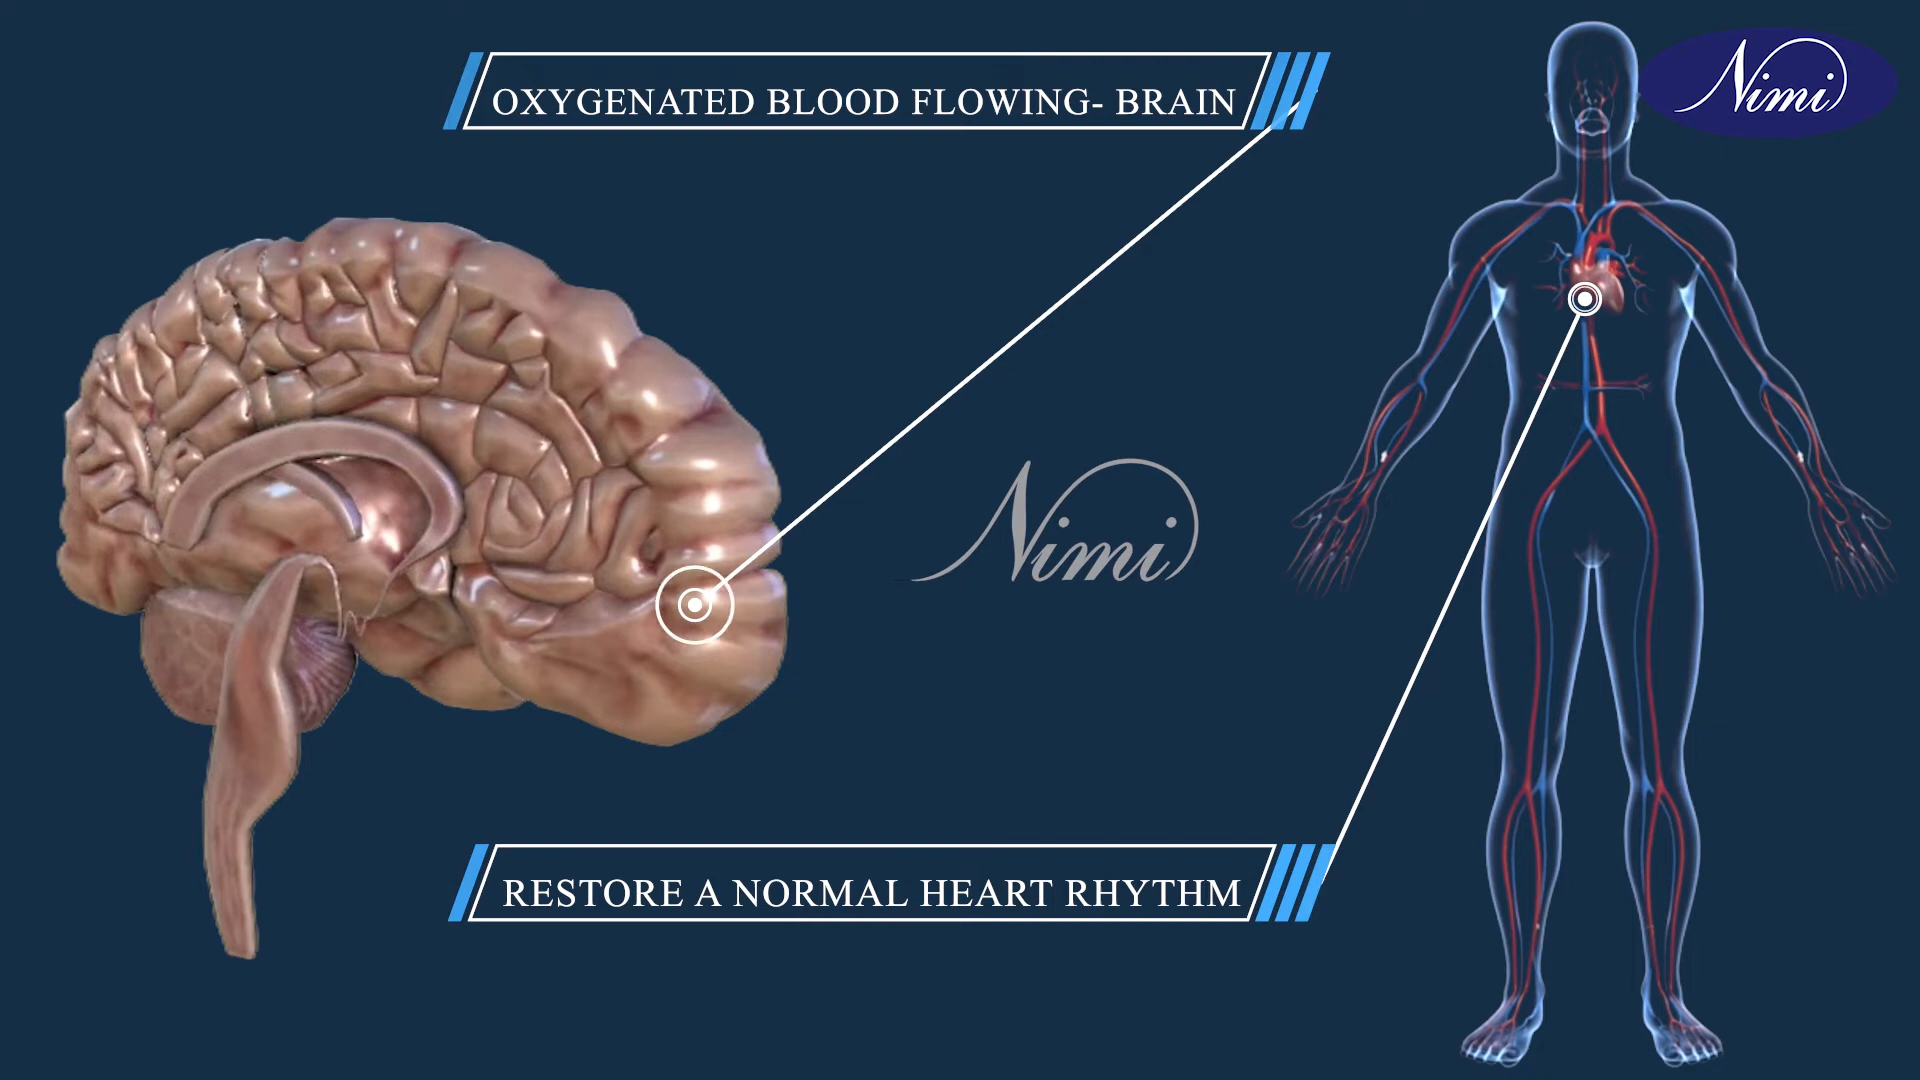 OXYGENATED BLOOD FLOWING- BRAIN
Nimi
Nimi
RESTORE A NORMAL HEART RHYTHM